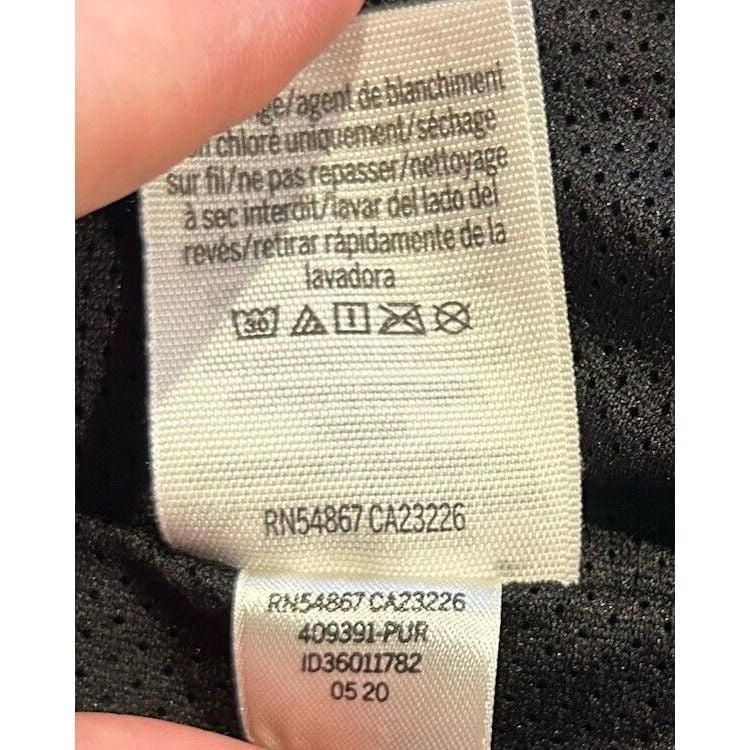 agent de blanchiment
chloré uniquement/séchage
sur fil/ne pas repasser/nettoyage
à sec interdit/lavar del lado del
revés/retirar rápidamente de la
lavadora
30
RN54867 CA23226
RN54867 CA23226
409391-PUR
ID36011782
05 20